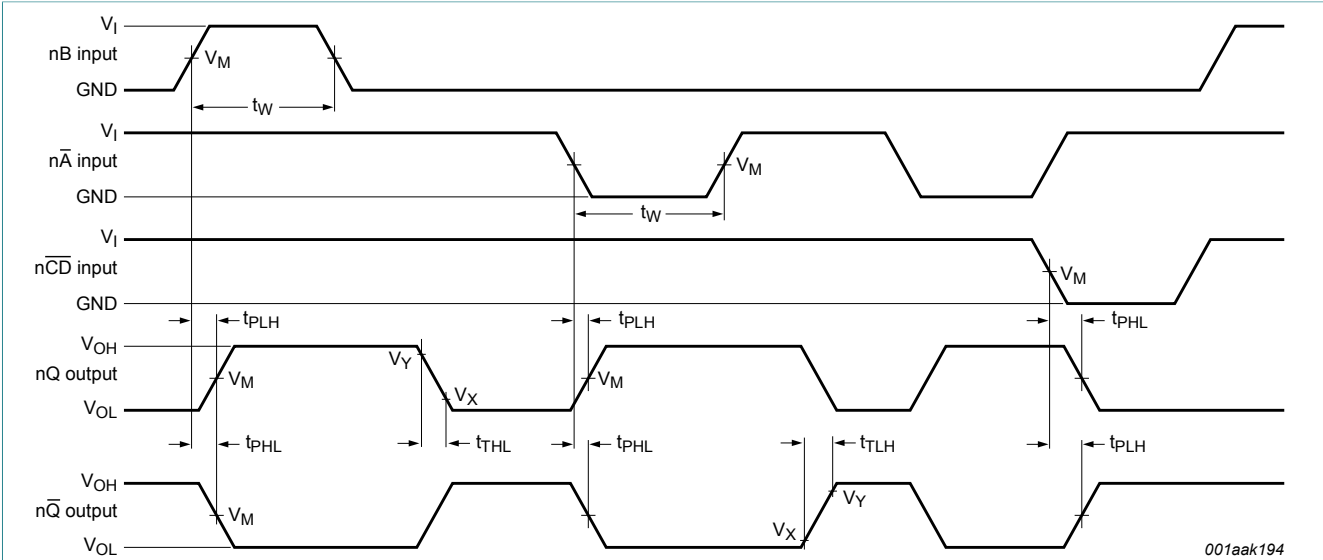 V_I
nB input
V_M
GND
t_W
V_I
nA̅ input
V_M
GND
t_W
V_I
nC̅D̅ input
V_M
GND
t_PLH
t_PLH
t_PHL
V_OH
nQ output
V_Y
V_M
V_X
V_M
V_OL
t_PHL
t_THL
t_PHL
t_TLH
t_PLH
V_OH
nQ̅ output
V_M
V_Y
V_X
V_OL
001aak194